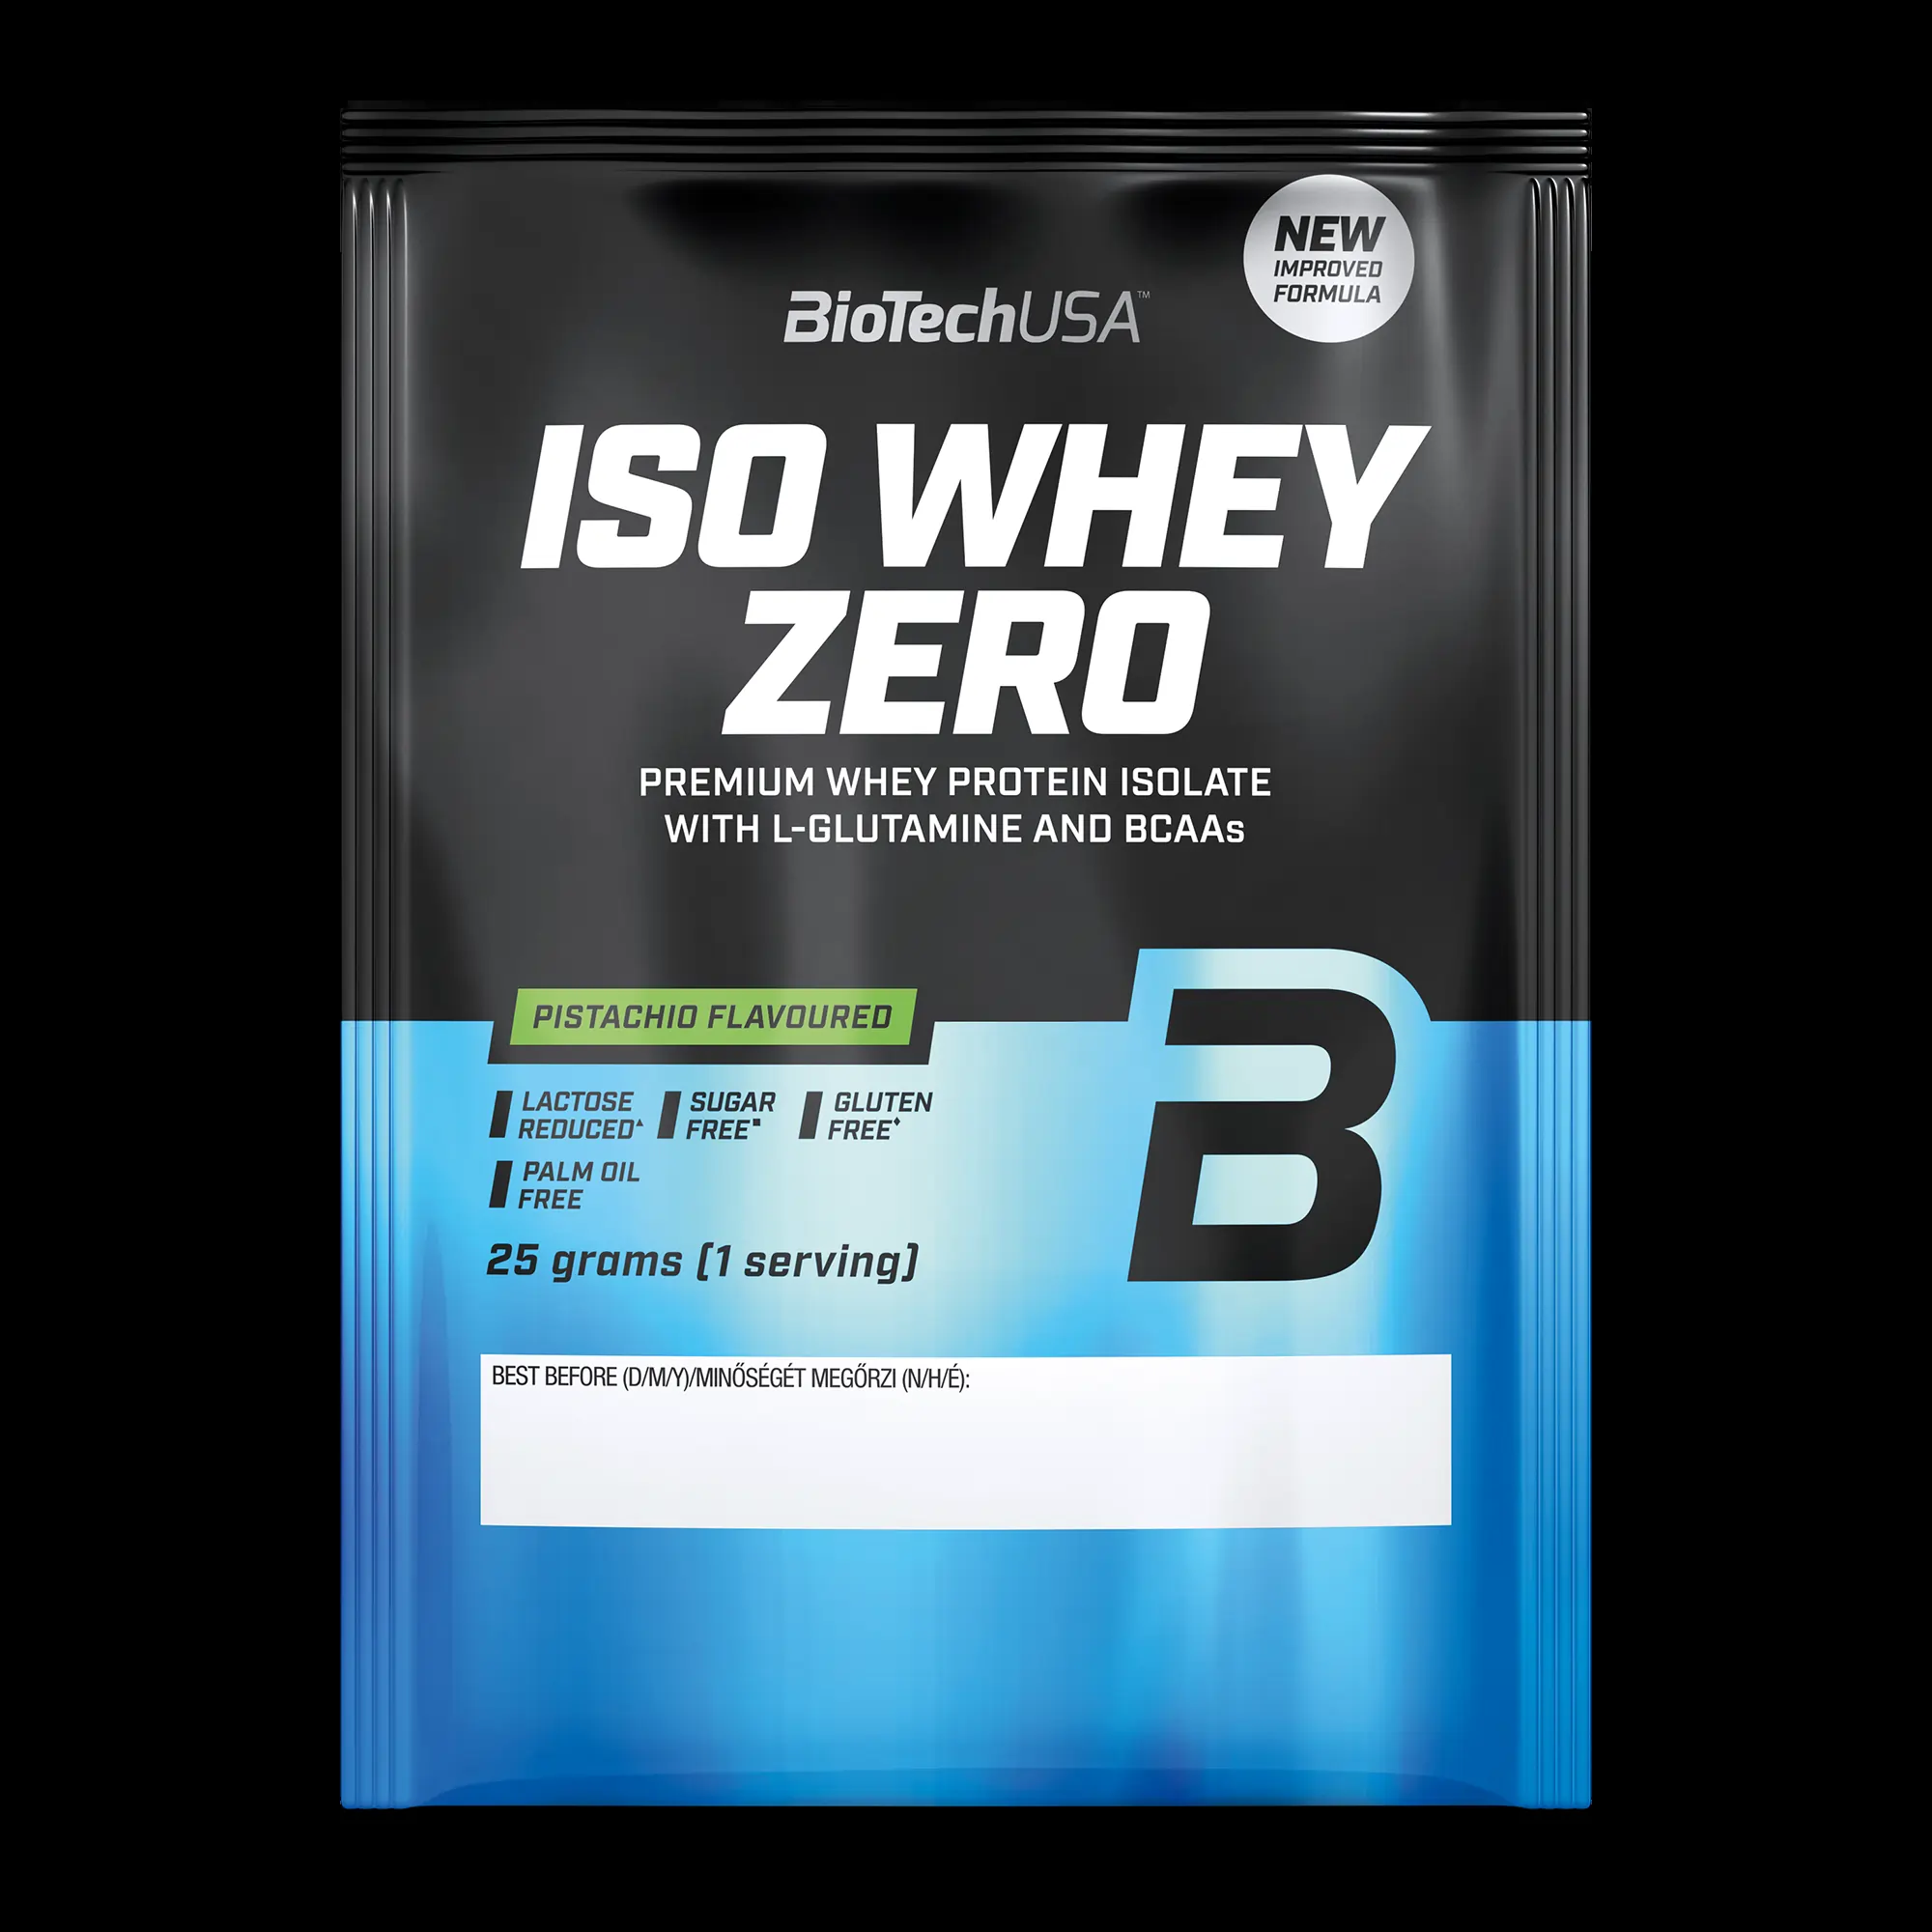 NEW
IMPROVED
FORMULA
BioTechUSA™
ISO WHEY
ZERO
PREMIUM WHEY PROTEIN ISOLATE
WITH L-GLUTAMINE AND BCAAs
PISTACHIO FLAVOURED
LACTOSE REDUCED▲
SUGAR FREE■
GLUTEN FREE♦
PALM OIL FREE
B
25 grams (1 serving)
BEST BEFORE (D/M/Y)/MINŐSÉGÉT MEGŐRZI (N/H/É):